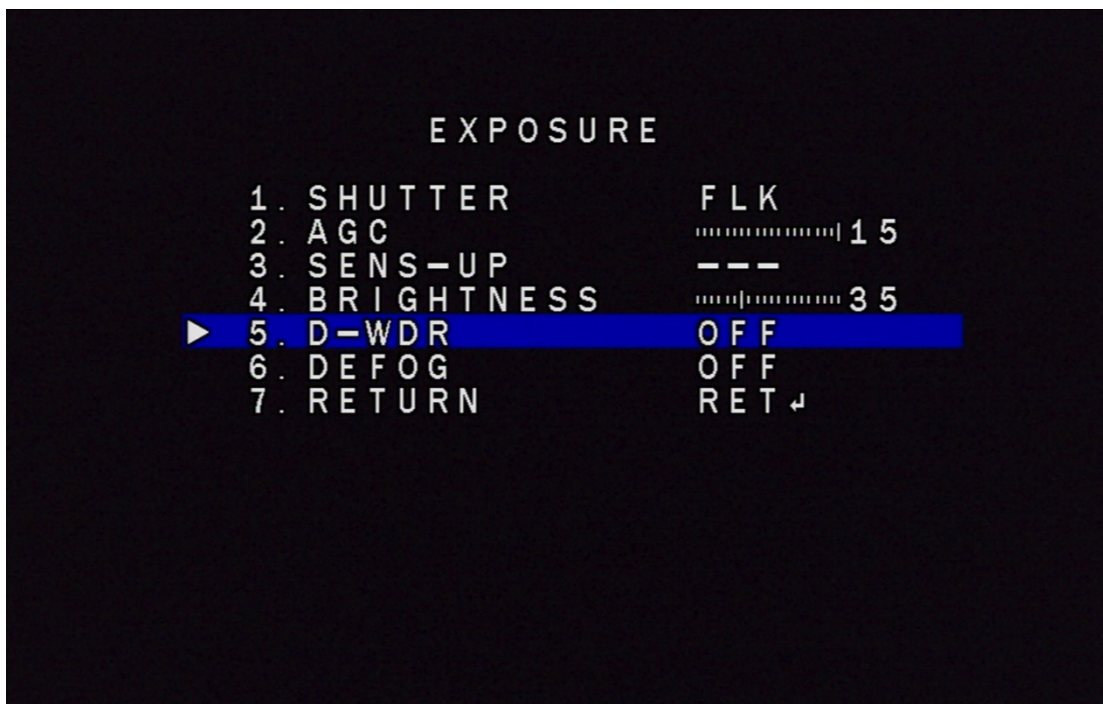 EXPOSURE
1. SHUTTER FLK
2. AGC 15
3. SENS-UP ---
4. BRIGHTNESS 35
5. D-WDR OFF
6. DEFOG OFF
7. RETURN RET↲